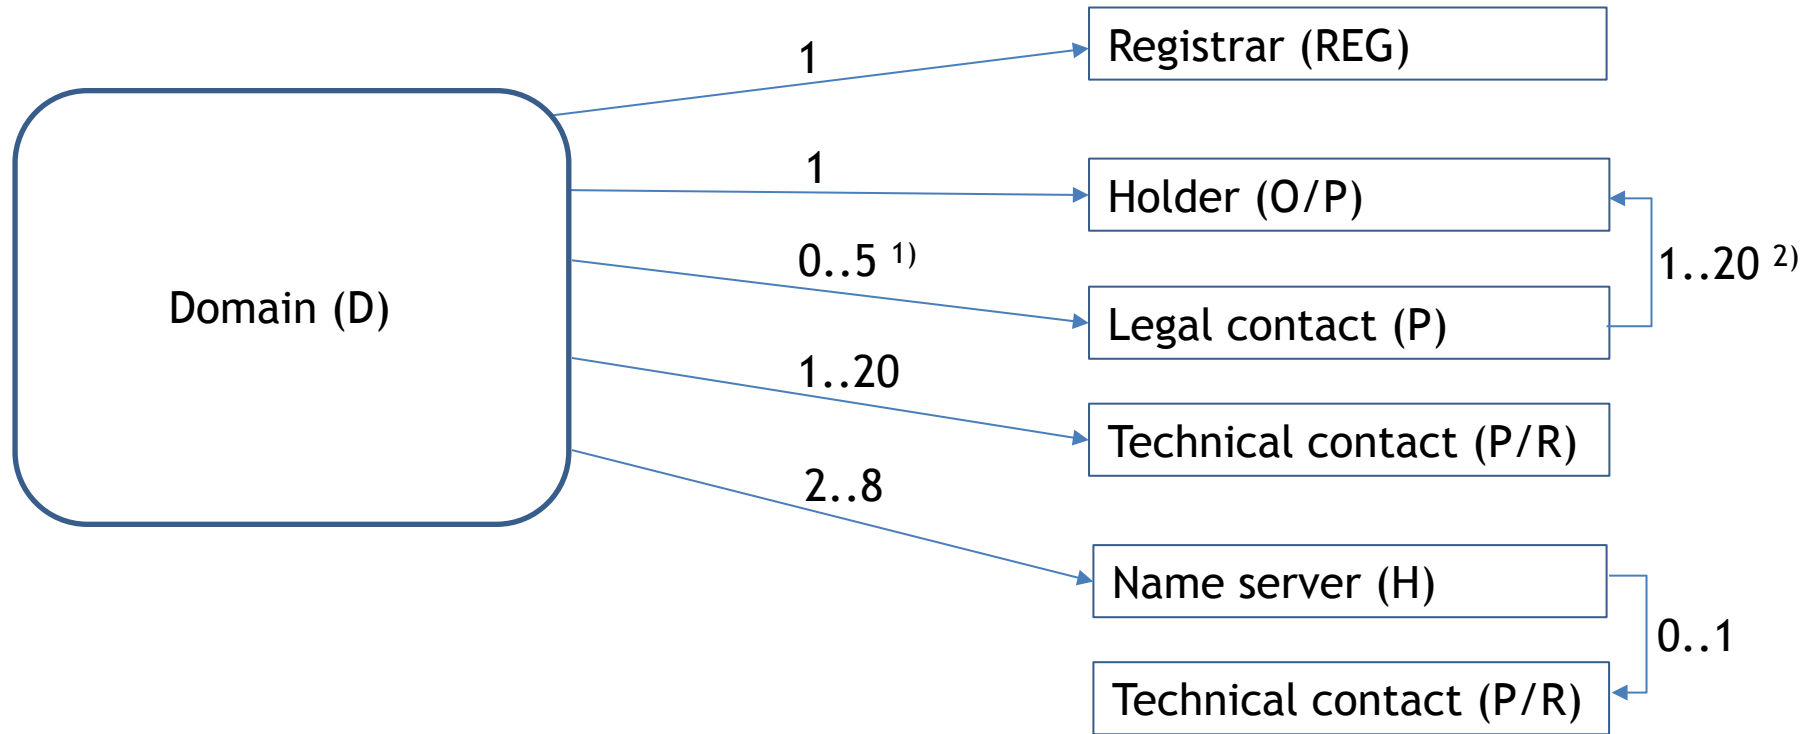 1
Registrar (REG)
1
Holder (O/P)
0..5 1)
1..20 2)
Domain (D)
Legal contact (P)
1..20
Technical contact (P/R)
2..8
Name server (H)
0..1
Technical contact (P/R)